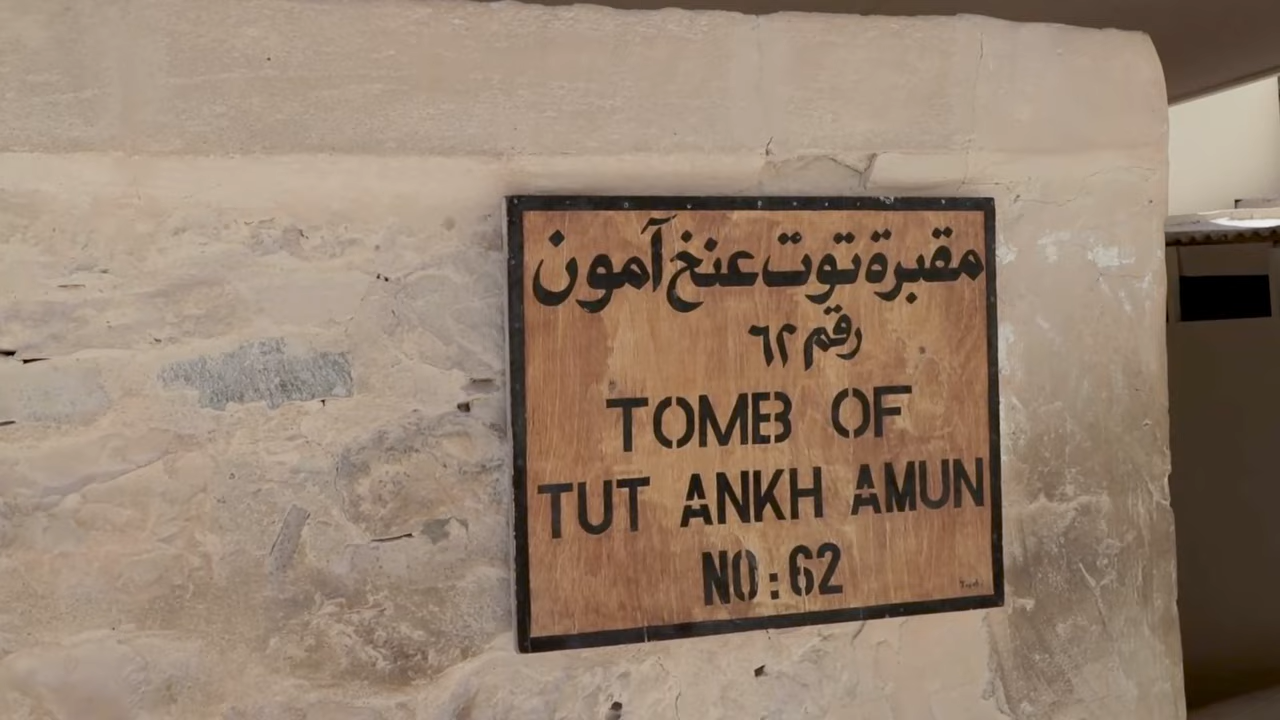 مقبرة توت عنخ آمون
رقم ٦٢
TOMB OF
TUT ANKH AMUN
NO: 62